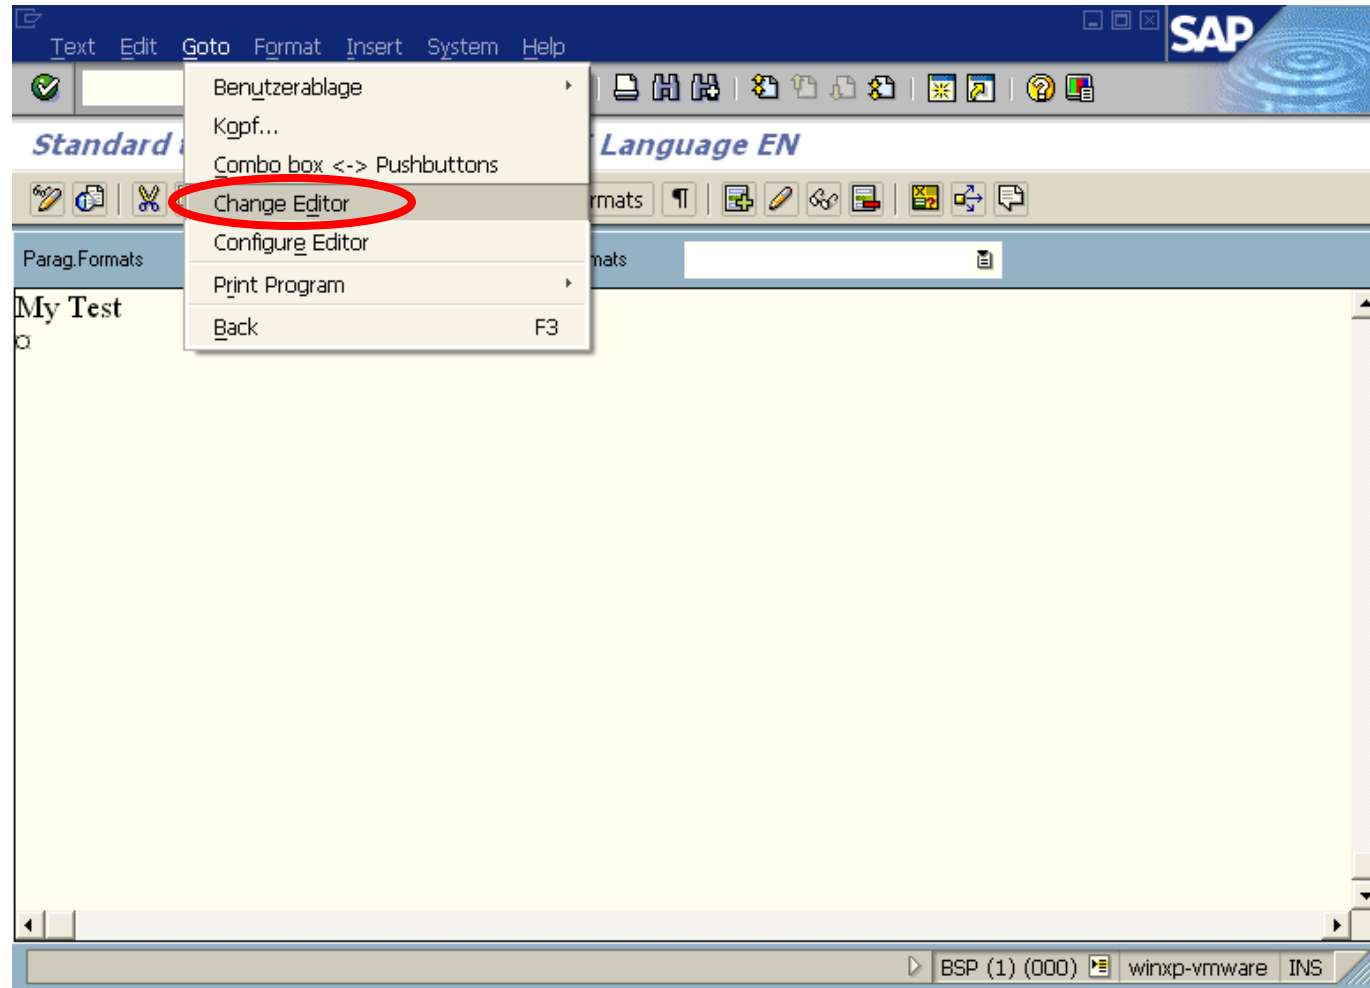 Text Edit Goto Format Insert System Help
SAP
Benutzerablage
Kopf...
Standard
Language EN
Combo box <-> Pushbuttons
Change Editor
rmats
Configure Editor
Parag.Formats
mats
Print Program
My Test
Back F3
BSP (1) (000) winxp-vmware INS